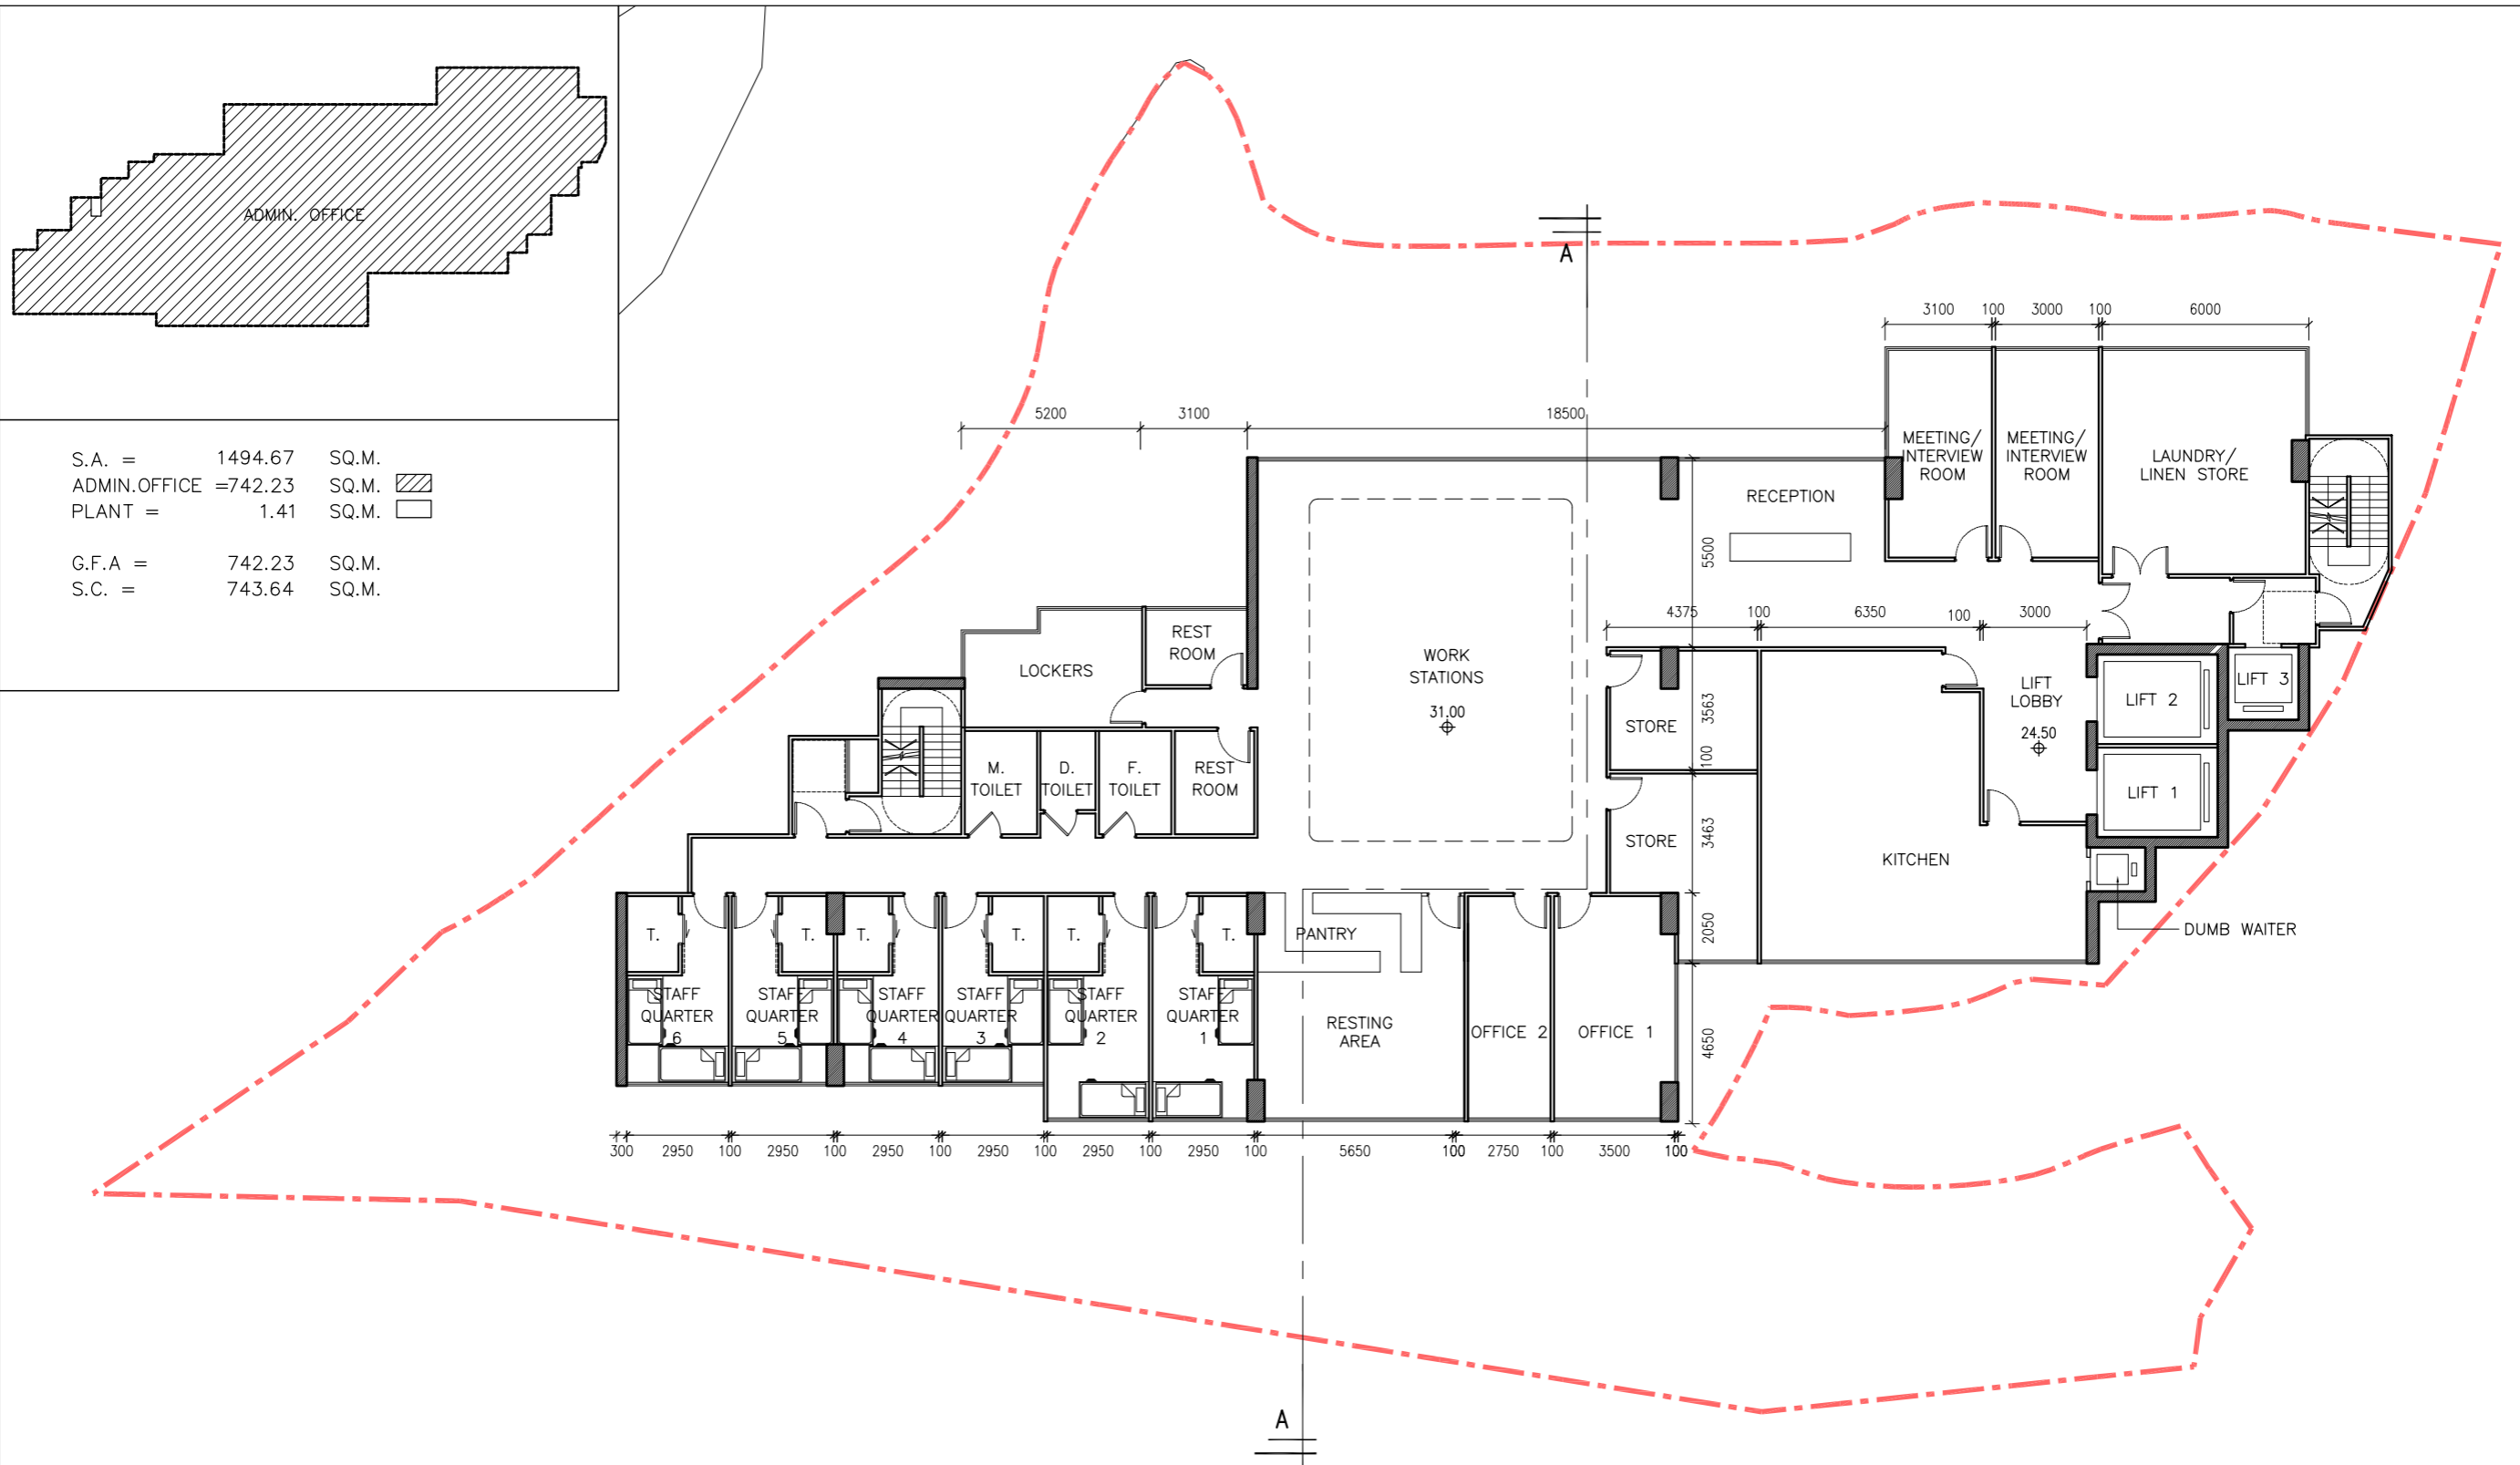 ADMIN. OFFICE
S.A. = 1494.67 SQ.M.
ADMIN.OFFICE =742.23 SQ.M.
PLANT = 1.41 SQ.M.
G.F.A = 742.23 SQ.M.
S.C. = 743.64 SQ.M.
A
3100 100 3000 100 6000
5200 3100 18500
MEETING/
INTERVIEW
ROOM
MEETING/
INTERVIEW
ROOM
LAUNDRY/
LINEN STORE
RECEPTION
5500
4375 100 6350 100 3000
REST
ROOM
LOCKERS
WORK
STATIONS
31.00
STORE
3563
100
LIFT
LOBBY
24.50
LIFT 2
LIFT 3
LIFT 1
M.
TOILET
D.
TOILET
F.
TOILET
REST
ROOM
STORE
3463
KITCHEN
DUMB WAITER
T.
T.
T.
T.
T.
T.
PANTRY
2050
STAFF
QUARTER
6
STAFF
QUARTER
5
STAFF
QUARTER
4
STAFF
QUARTER
3
STAFF
QUARTER
2
STAFF
QUARTER
1
RESTING
AREA
OFFICE 2
OFFICE 1
4650
300 2950 100 2950 100 2950 100 2950 100 2950 100 2950 100 5650 100 2750 100 3500 100
A